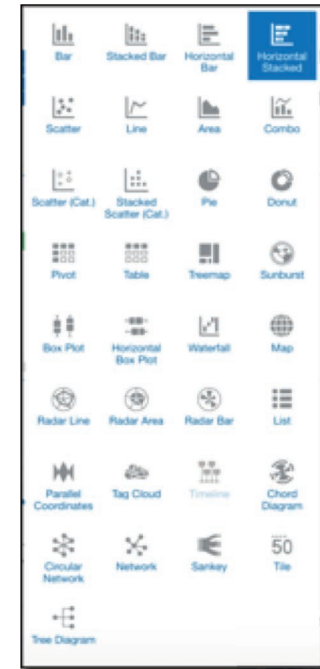 Bar Stacked Bar Horizontal Horizontal
Bar Stacked
Scatter Line Area Combo
Scatter (Cat.) Stacked Pie Donut
Scatter (Cat.)
Pivot Table Treemap Sunburst
Box Plot Horizontal Waterfall Map
Box Plot
Radar Line Radar Area Radar Bar List
Parallel Tag Cloud Timeline Chord
Coordinates Diagram
50
Circular Network Sankey Tile
Network
Tree Diagram